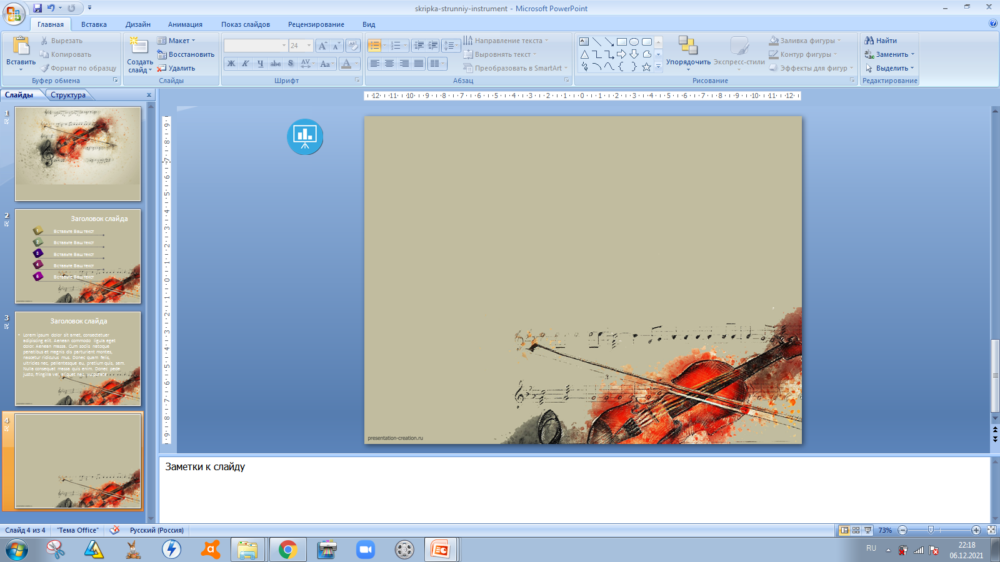 skripka-strunniy-instrument - Microsoft PowerPoint
Главная Вставка Дизайн Анимация Показ слайдов Рецензирование Вид
Вставить
Вырезать
Копировать
Формат по образцу
Буфер обмена
Создать слайд
Макет
Восстановить
Удалить
Слайды
24
Ж К Ч abc S AV Aa A
Шрифт
Направление текста
Выровнять текст
Преобразовать в SmartArt
Абзац
Упорядочить
Экспресс-стили
Заливка фигуры
Контур фигуры
Эффекты для фигур
Рисование
Найти
Заменить
Выделить
Редактирование
Слайды Структура
12 11 10 9 8 7 6 5 4 3 2 1 0 1 2 3 4 5 6 7 8 9 10 11 12
9 8 7 6 5 4 3 2 1 0 1 2 3 4 5 6 7 8 9
1
2
Заголовок слайда
1 Вставьте Ваш текст
2 Вставьте Ваш текст
3 Вставьте Ваш текст
4 Вставьте Ваш текст
5 Вставьте Ваш текст
3
Заголовок слайда
Lorem ipsum dolor sit amet, consectetuer
adipiscing elit. Aenean commodo ligula eget
dolor. Aenean massa. Cum sociis natoque
penatibus et magnis dis parturient montes,
nascetur ridiculus mus. Donec quam felis,
ultricies nec, pellentesque eu, pretium quis, sem.
Nulla consequat massa quis enim. Donec pede
justo, fringilla vel, aliquet nec, vulputate
4
presentation-creation.ru
Заметки к слайду
Слайд 4 из 4 "Тема Office" Русский (Россия) 73%
RU
22:18
06.12.2021